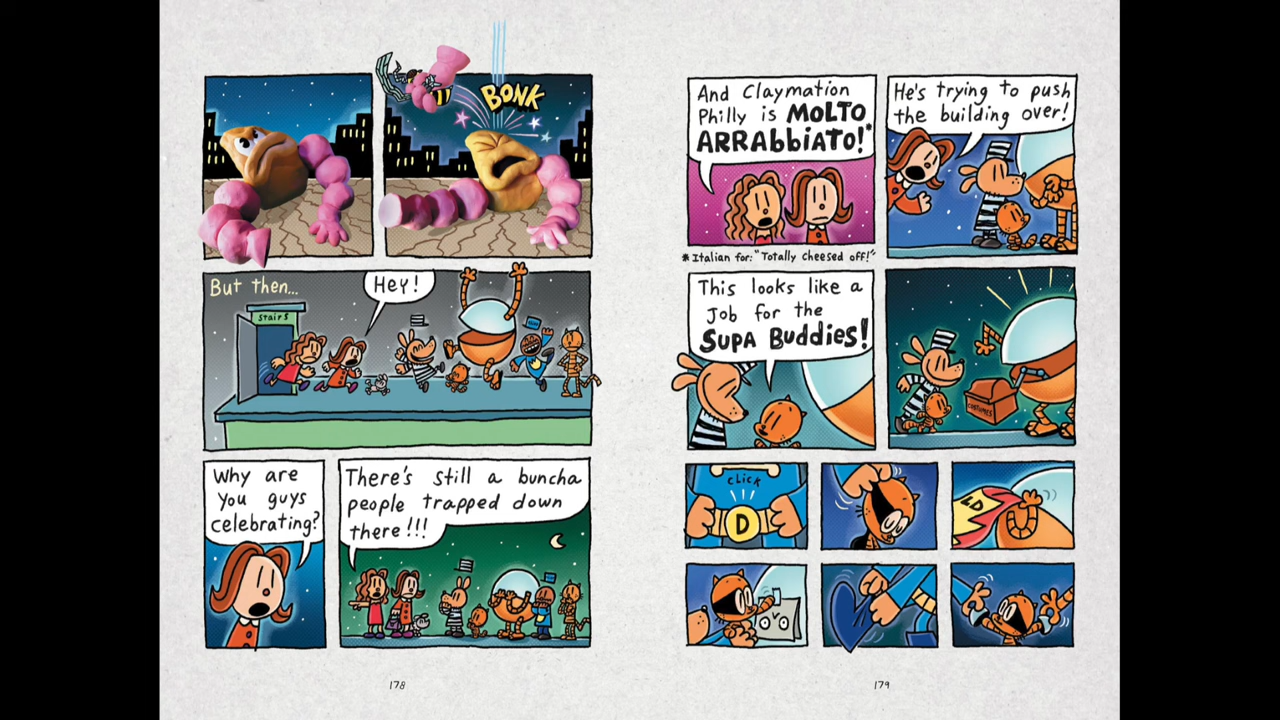 BONK
But then...
Hey!
Stairs
Why are
you guys
celebrating?
There's still a buncha
people trapped down
there!!!
178
And Claymation
Philly is MOLTO
ARRAbbiATO!*
He's trying to push
the building over!
*Italian for: "Totally cheesed off!"
This looks like a
Job for the
SUPA BUDDIES!
COSTUMES
CLICK
D
LD
179